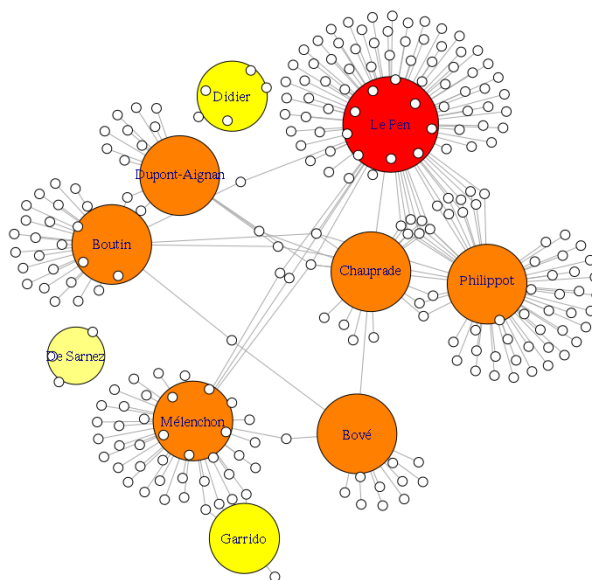 Didier
Le Pen
Dupont-Aignan
Boutin
Chauprade
Philippot
De Sarnez
Mélenchon
Bové
Garrido